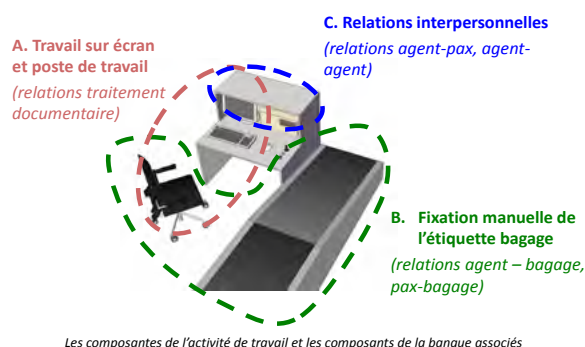 A. Travail sur écran
et poste de travail
(relations traitement
documentaire)
C. Relations interpersonnelles
(relations agent-pax, agent-
agent)
B. Fixation manuelle de
l'étiquette bagage
(relations agent – bagage,
pax-bagage)
Les composantes de l'activité de travail et les composants de la banque associés